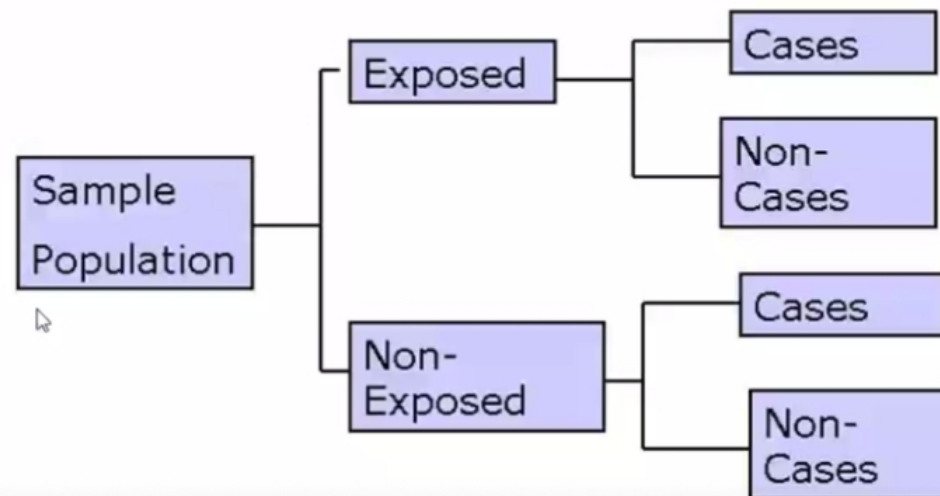 Sample
Population
Exposed
Non-
Exposed
Cases
Non-
Cases
Cases
Non-
Cases